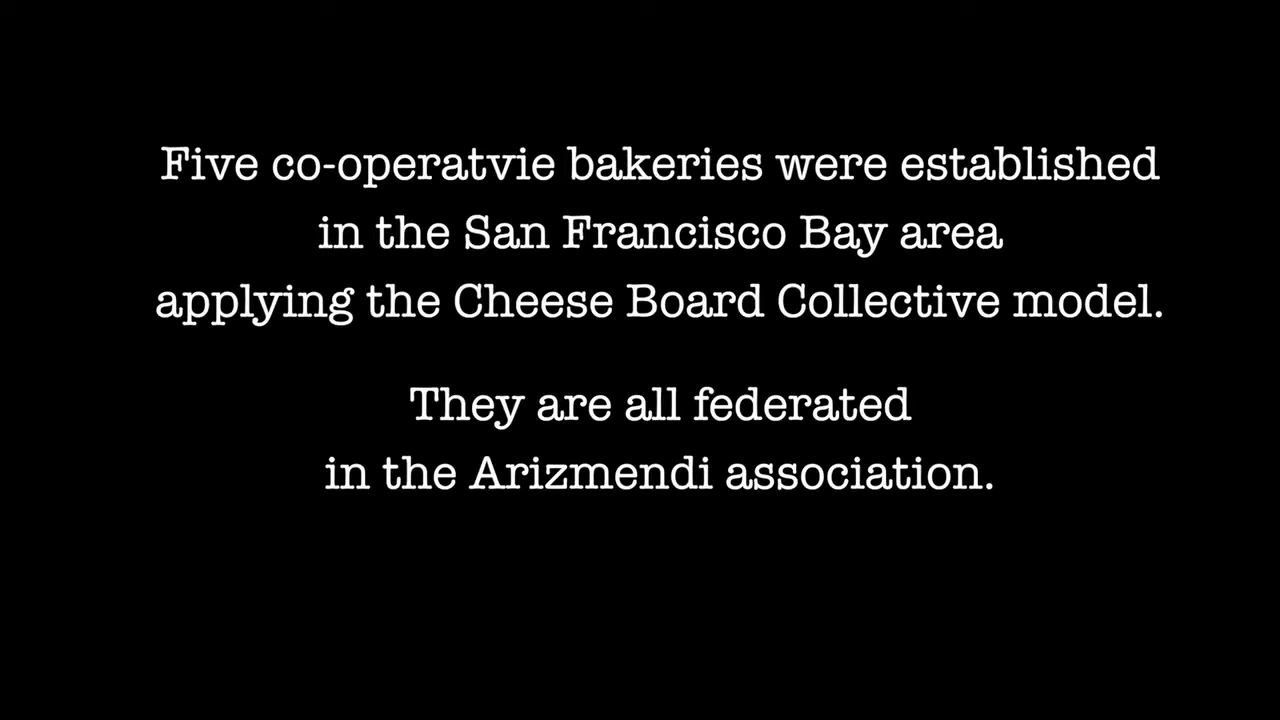 Five co-operatvie bakeries were established
in the San Francisco Bay area
applying the Cheese Board Collective model.
They are all federated
in the Arizmendi association.